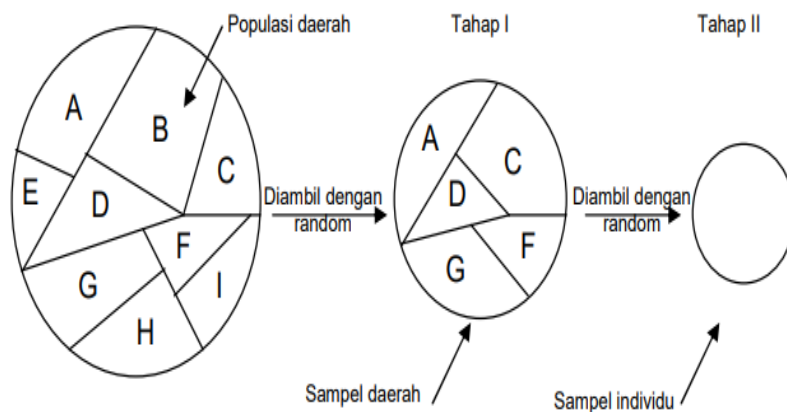 Populasi daerah
Tahap I
Tahap II
A
B
C
E
D
F
G
I
H
Diambil dengan
random
A
C
D
F
G
Diambil dengan
random
Sampel daerah
Sampel individu